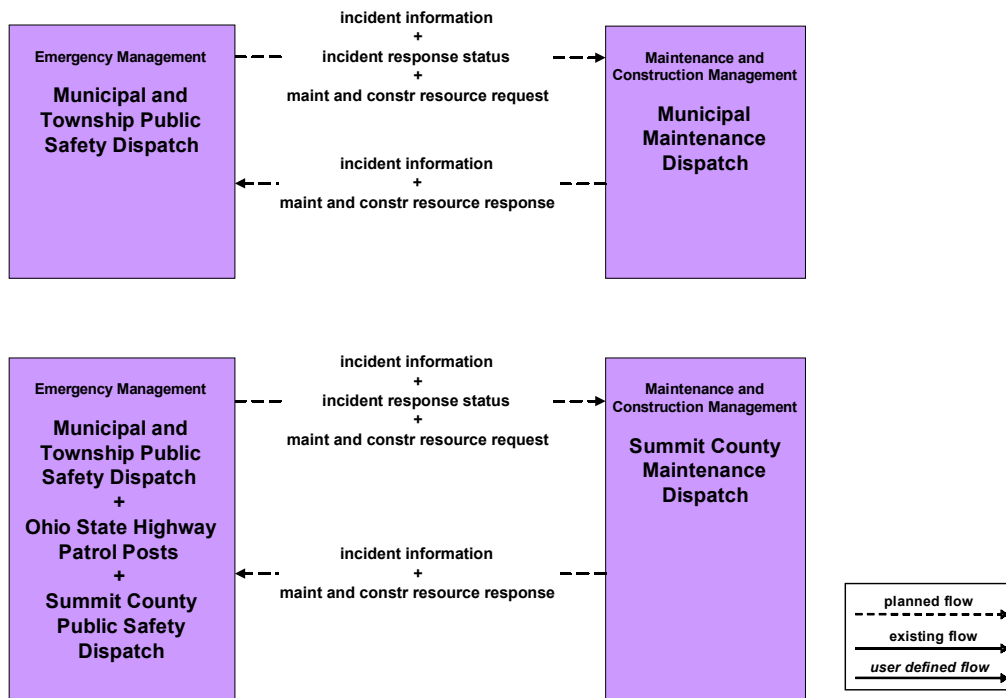 Emergency Management
Municipal and
Township Public
Safety Dispatch
incident information
+
incident response status
+
maint and constr resource request
incident information
+
maint and constr resource response
Maintenance and
Construction Management
Municipal
Maintenance
Dispatch
Emergency Management
Municipal and
Township Public
Safety Dispatch
+
Ohio State Highway
Patrol Posts
+
Summit County
Public Safety
Dispatch
incident information
+
incident response status
+
maint and constr resource request
incident information
+
maint and constr resource response
Maintenance and
Construction Management
Summit County
Maintenance
Dispatch
planned flow
existing flow
user defined flow